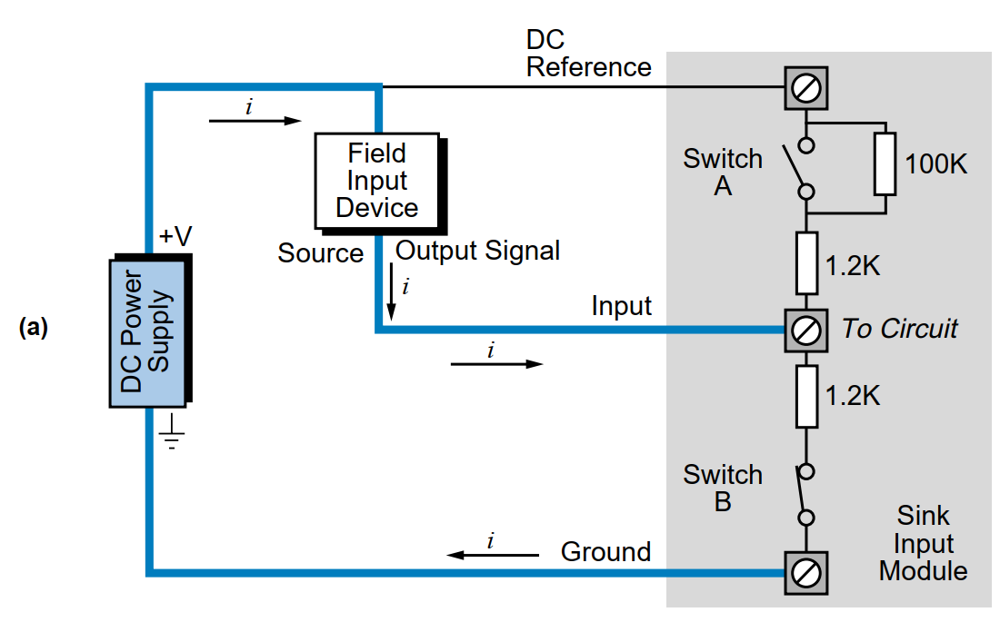 DC
Reference
i
Field
Input
Device
Switch
A
100K
+V
Source
Output Signal
1.2K
i
Input
(a)
DC Power
Supply
To Circuit
i
1.2K
Switch
B
Sink
Input
Module
i
Ground